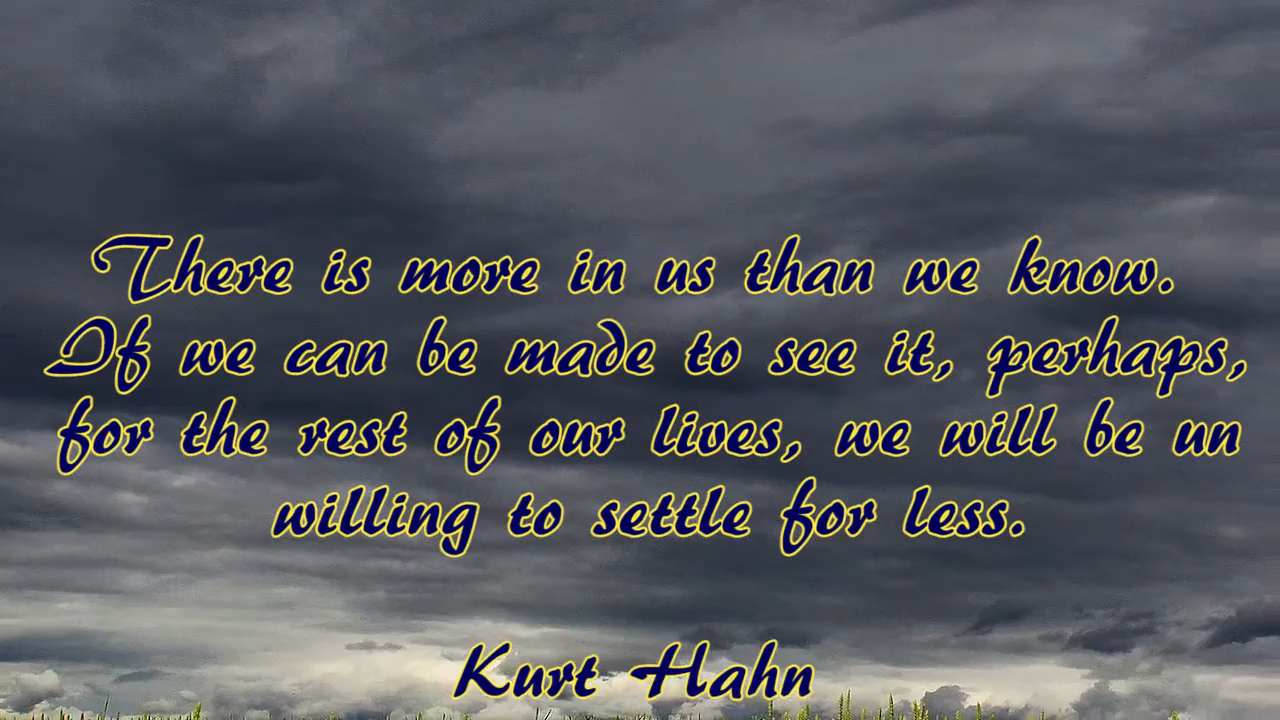 There is more in us than we know.
If we can be made to see it, perhaps,
for the rest of our lives, we will be un
willing to settle for less.
Kurt Hahn